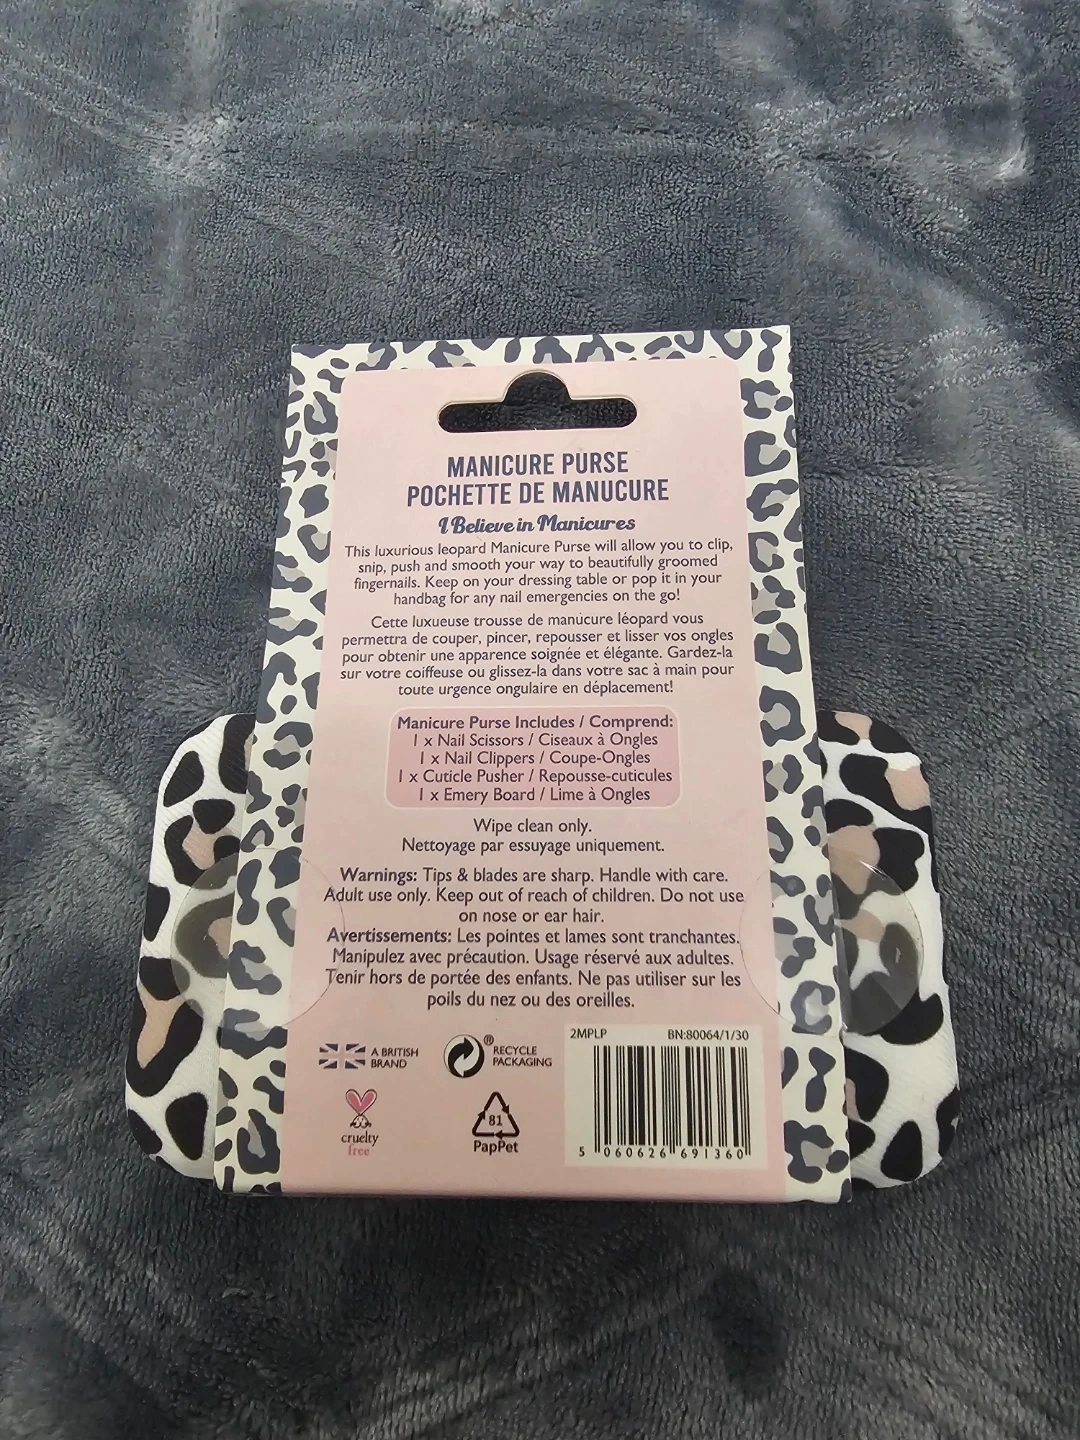 MANICURE PURSE
POCHETTE DE MANUCURE
I Believe in Manicures
This luxurious leopard Manicure Purse will allow you to clip,
snip, push and smooth your way to beautifully groomed
fingernails. Keep on your dressing table or pop it in your
handbag for any nail emergencies on the go!
Cette luxueuse trousse de manucure léopard vous
permettra de couper, pincer, repousser et lisser vos ongles
pour obtenir une apparence soignée et élégante. Gardez-la
sur votre coiffeuse ou glissez-la dans votre sac à main pour
toute urgence ongulaire en déplacement!
Manicure Purse Includes / Comprend:
1 x Nail Scissors / Ciseaux à Ongles
1 x Nail Clippers / Coupe-Ongles
1 x Cuticle Pusher / Repousse-cuticules
1 x Emery Board / Lime à Ongles
Wipe clean only.
Nettoyage par essuyage uniquement.
Warnings: Tips & blades are sharp. Handle with care.
Adult use only. Keep out of reach of children. Do not use
on nose or ear hair.
Avertissements: Les pointes et lames sont tranchantes.
Manipulez avec précaution. Usage réservé aux adultes.
Tenir hors de portée des enfants. Ne pas utiliser sur les
poils du nez ou des oreilles.
A BRITISH
BRAND
®
RECYCLE
PACKAGING
2MPLP BN:80064/1/30
cruelty
free
81
PapPet
5 060626 691360